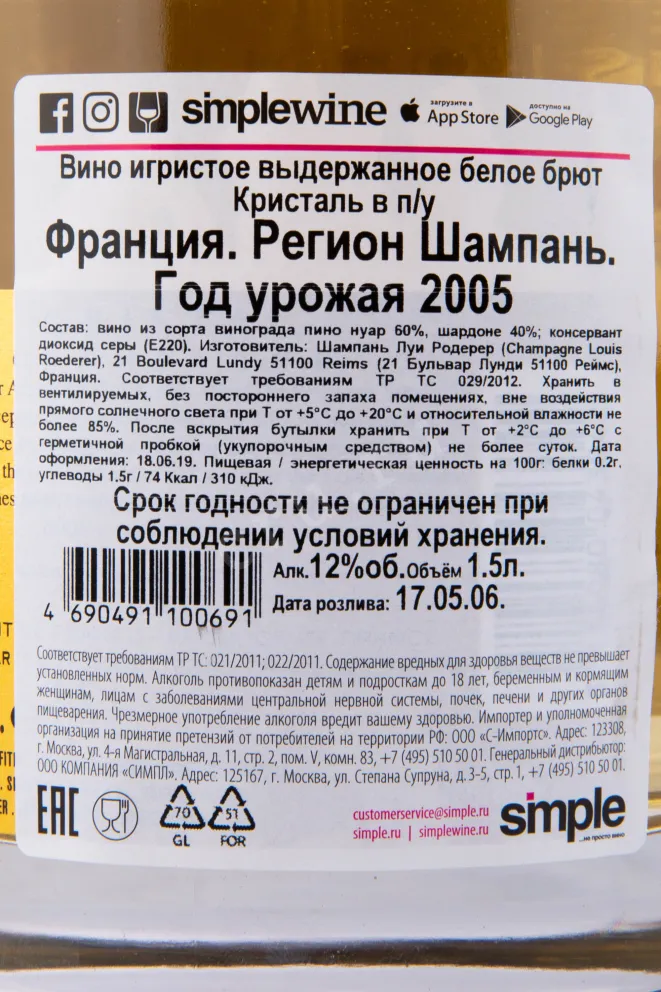 simplewine загрузите в App Store доступно на Google Play
Вино игристое выдержанное белое брют
Кристаль в п/у
Франция. Регион Шампань.
Год урожая 2005
Состав: вино из сорта винограда пино нуар 60%, шардоне 40%; консервант
диоксид серы (E220). Изготовитель: Шампань Луи Родерер (Champagne Louis
Roederer), 21 Boulevard Lundy 51100 Reims (21 Бульвар Лунди 51100 Реймс),
Франция. Соответствует требованиям ТР ТС 029/2012. Хранить в
вентилируемых, без постороннего запаха помещениях, вне воздействия
прямого солнечного света при T от +5°C до +20°C и относительной влажности не
более 85%. После вскрытия бутылки хранить при T от +2°C до +6°C с
герметичной пробкой (укупорочным средством) не более суток. Дата
оформления: 18.06.19. Пищевая / энергетическая ценность на 100г: белки 0.2г,
углеводы 1.5г / 74 Ккал / 310 кДж.
Срок годности не ограничен при
соблюдении условий хранения.
Алк.12%об.Объём 1.5л.
Дата розлива: 17.05.06.
4 690491 100691
Соответствует требованиям ТР ТС: 021/2011; 022/2011. Содержание вредных для здоровья веществ не превышает
установленных норм. Алкоголь противопоказан детям и подросткам до 18 лет, беременным и кормящим
женщинам, лицам с заболеваниями центральной нервной системы, почек, печени и других органов
пищеварения. Чрезмерное употребление алкоголя вредит вашему здоровью. Импортер и уполномоченная
организация на принятие претензий от потребителей на территории РФ: ООО «С-Импортс». Адрес: 123308,
г. Москва, ул. 4-я Магистральная, д. 11, стр. 2, пом. V, комн. 83, +7 (495) 510 50 01. Генеральный дистрибьютор:
ООО КОМПАНИЯ «СИМПЛ». Адрес: 125167, г. Москва, ул. Степана Супруна, д. 3-5, стр. 1, +7 (495) 510 50 01.
EAC 70 GL 51 FOR
customerservice@simple.ru
simple.ru | simplewine.ru
simple
...не просто вино